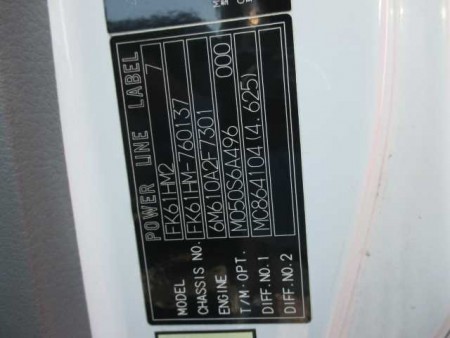 POWER LINE LABEL
MODEL FK61HM2 7
CHASSIS NO. FK61HM-760137
ENGINE 6M610A2F7301 000
T/M·OPT. M050S6A496
DIFF.NO.1 MC864104(4.625)
DIFF.NO.2